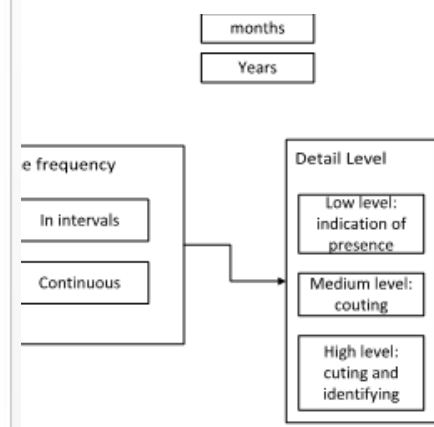 months
Years
e frequency
In intervals
Continuous
Detail Level
Low level:
indication of
presence
Medium level:
couting
High level:
cuting and
identifying